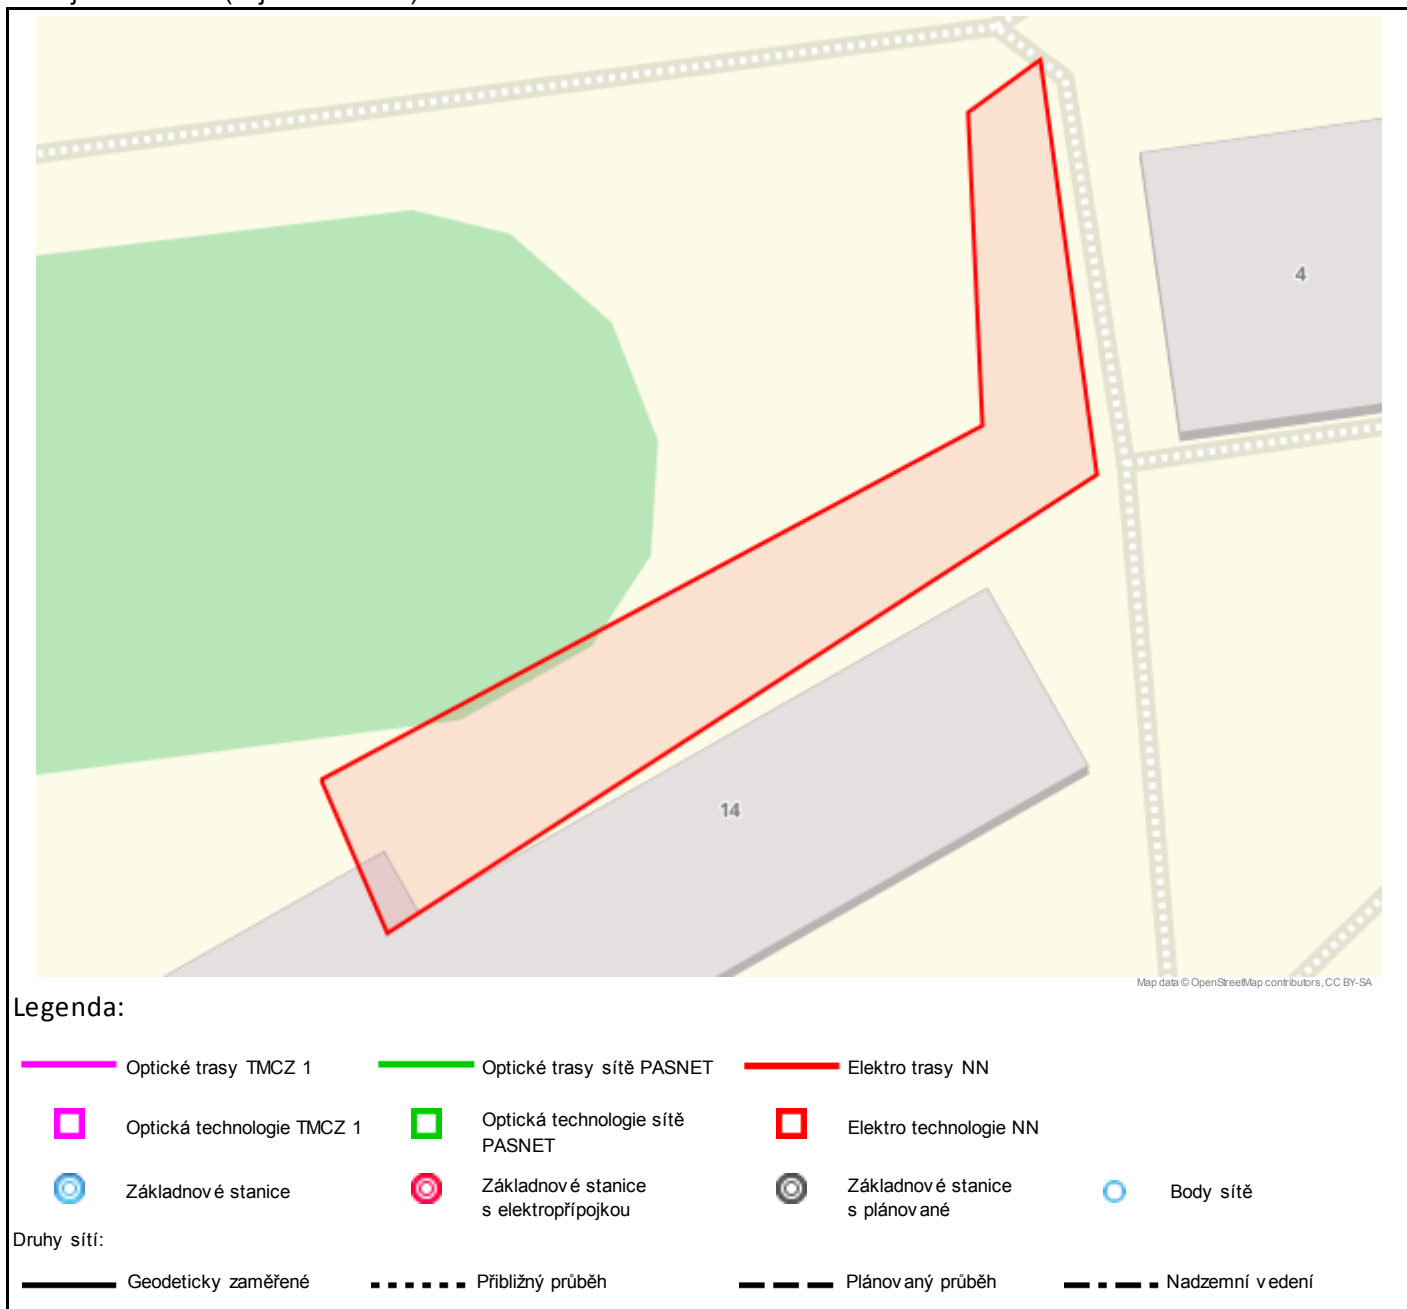 4
14
Map data © OpenStreetMap contributors, CC BY-SA
Legenda:
Optické trasy TMCZ 1
Optické trasy sítě PASNET
Elektro trasy NN
Optická technologie TMCZ 1
Optická technologie sítě
PASNET
Elektro technologie NN
Základnové stanice
Základnové stanice
s elektropřípojkou
Základnové stanice
s plánované
Body sítě
Druhy sítí:
Geodeticky zaměřené
Přibližný průběh
Plánovaný průběh
Nadzemní vedení